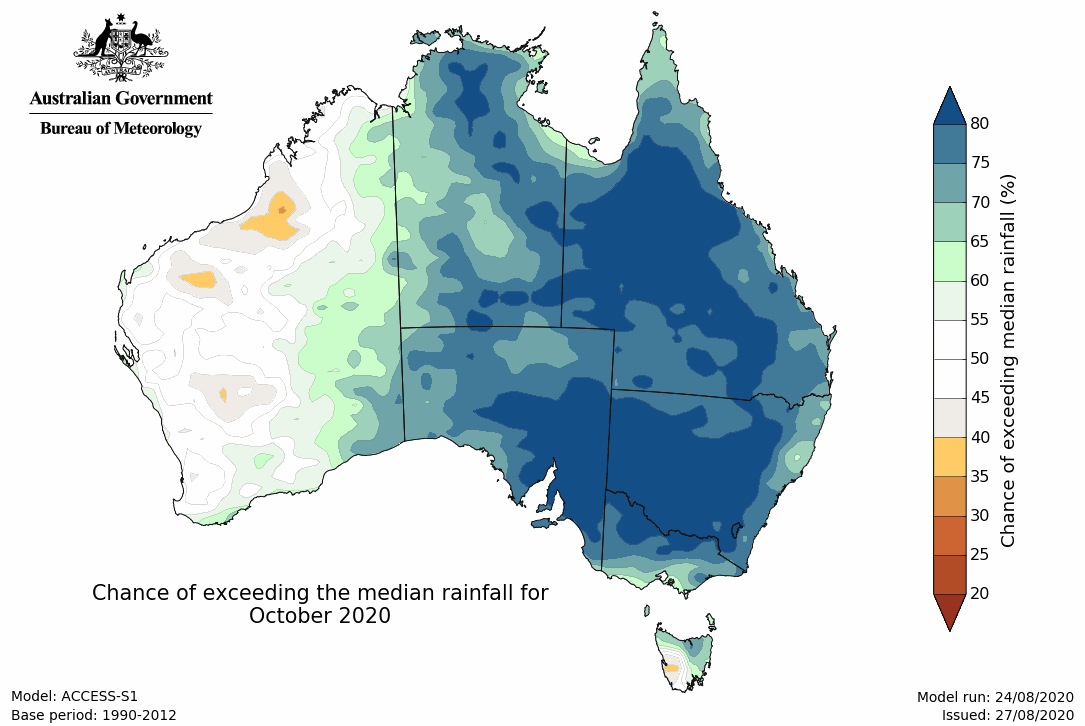 Australian Government
Bureau of Meteorology
80
75
70
65
60
55
50
45
40
35
30
25
20
Chance of exceeding median rainfall (%)
Chance of exceeding the median rainfall for
October 2020
Model: ACCESS-S1
Base period: 1990-2012
Model run: 24/08/2020
Issued: 27/08/2020